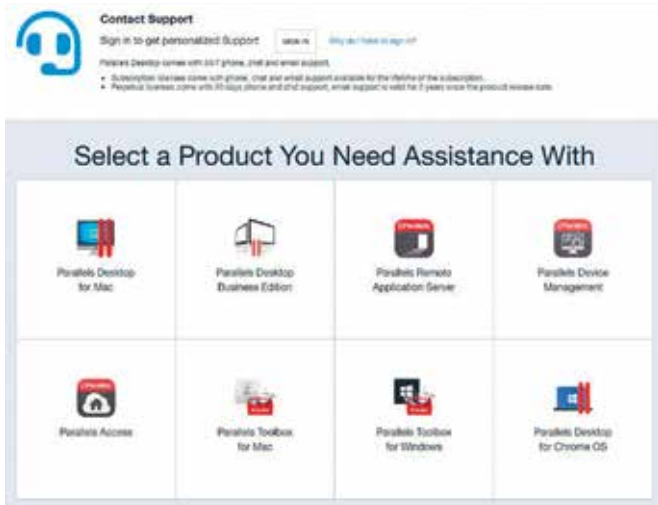 Contact Support
Sign in to get personalized Support SIGN IN Why do I have to sign in?
Parallels Desktop comes with 24/7 phone, chat and email support.
Subscription licenses come with phone, chat and email support available for the lifetime of the subscription.
Perpetual licenses come with 30 days phone and chat support, email support is valid for 2 years since the product release date.
Select a Product You Need Assistance With
Parallels Desktop
for Mac
Parallels Desktop
Business Edition
Parallels Remote
Application Server
Parallels Device
Management
Parallels Access
Parallels Toolbox
for Mac
Parallels Toolbox
for Windows
Parallels Desktop
for Chrome OS